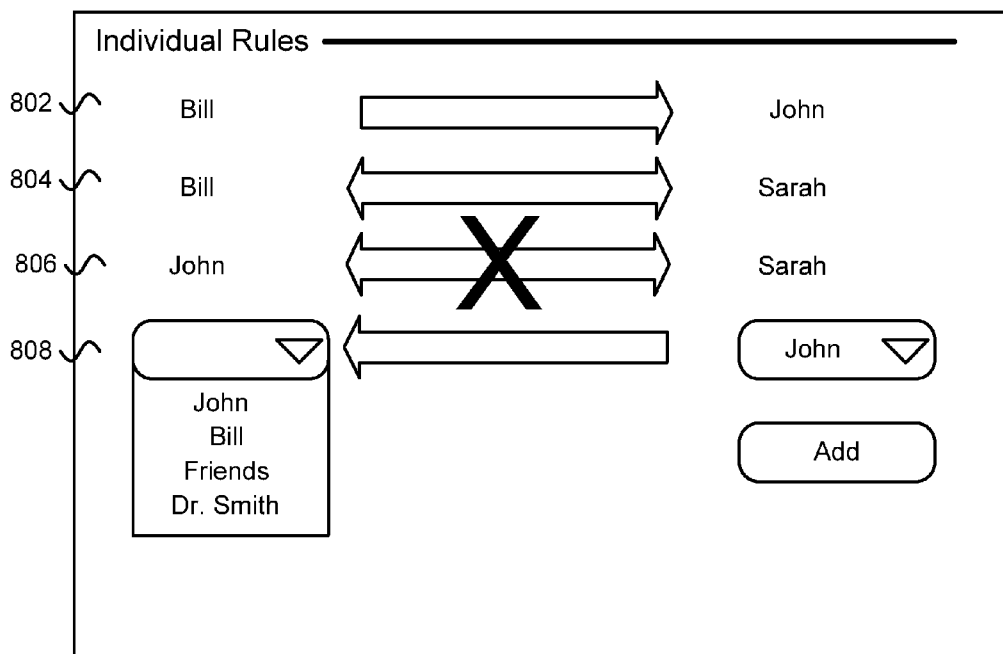 Individual Rules
802 Bill John
804 Bill Sarah
806 John X Sarah
808 John
John
Bill
Friends
Dr. Smith
Add